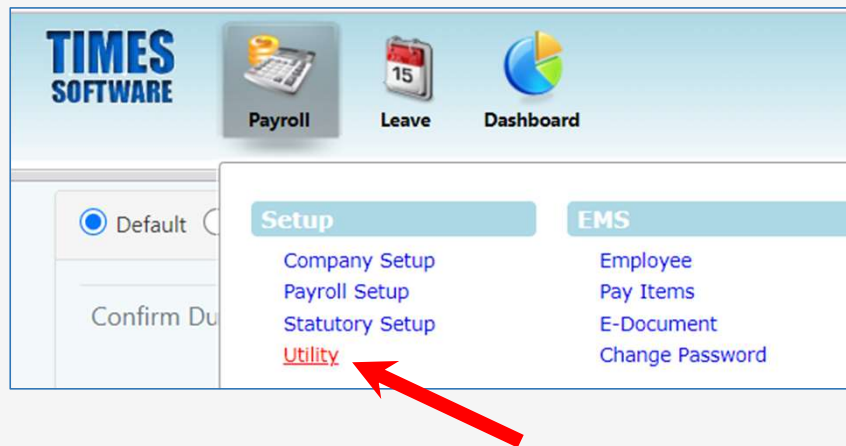 TIMES
SOFTWARE
15
Payroll Leave Dashboard
Default
Confirm Du
Setup
Company Setup
Payroll Setup
Statutory Setup
Utility
EMS
Employee
Pay Items
E-Document
Change Password